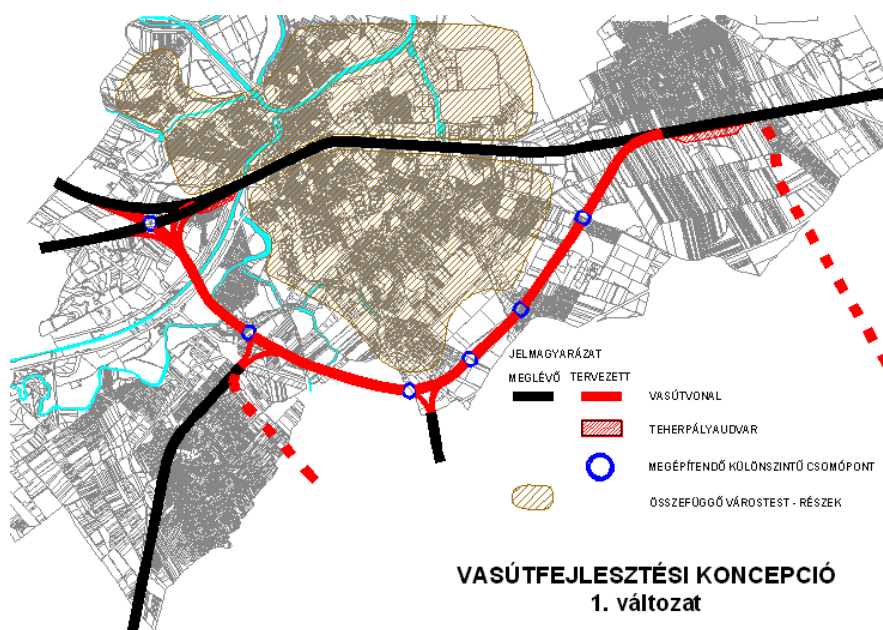 JELMAGYARÁZAT
MEGLÉVŐ TERVEZETT
VASÚTVONAL
TEHERPÁLYAUDVAR
MEGÉPÍTENDŐ KÜLÖNSZINTŰ CSOMÓPONT
ÖSSZEFÜGGŐ VÁROSTEST - RÉSZEK
VASÚTFEJLESZTÉSI KONCEPCIÓ
1. változat